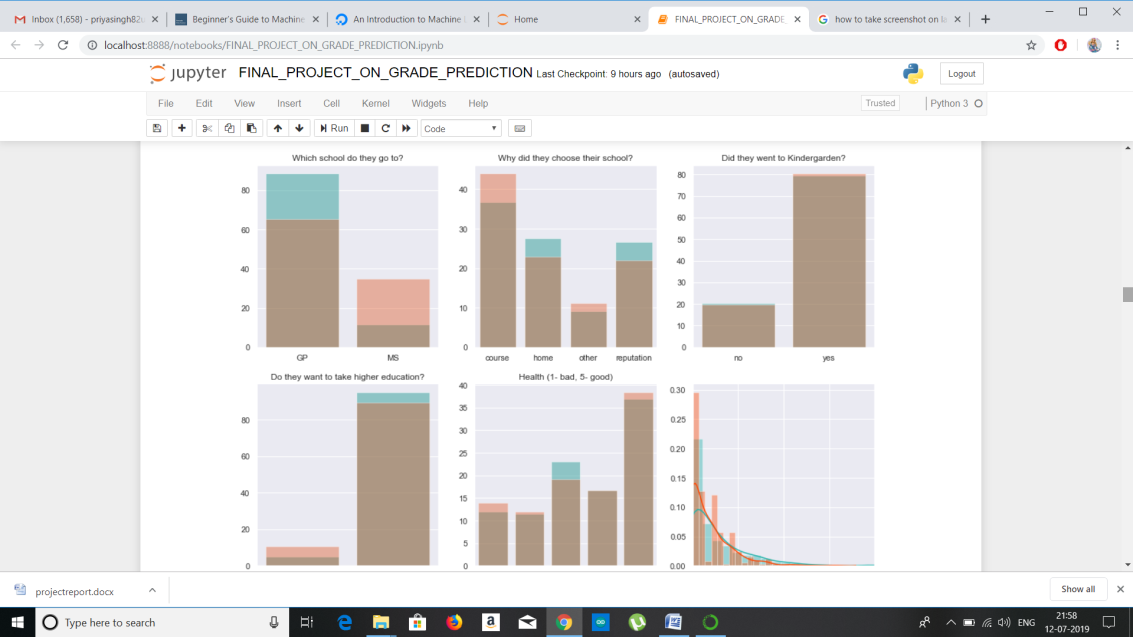 Inbox (1,658) - priyasingh820
Beginner's Guide to Machine
An Introduction to Machine L
Home
FINAL_PROJECT_ON_GRADE_
how to take screenshot on la
localhost:8888/notebooks/FINAL_PROJECT_ON_GRADE_PREDICTION.ipynb
jupyter FINAL_PROJECT_ON_GRADE_PREDICTION Last Checkpoint: 9 hours ago (autosaved)
Logout
File Edit View Insert Cell Kernel Widgets Help
Trusted
Python 3
Run
Code
Which school do they go to?
80
60
40
20
0
GP MS
Why did they choose their school?
40
30
20
10
0
course home other reputation
Did they went to Kindergarden?
80
70
60
50
40
30
20
10
0
no yes
Do they want to take higher education?
80
60
40
20
0
Health (1- bad, 5- good)
40
35
30
25
20
15
10
5
0
0.30
0.25
0.20
0.15
0.10
0.05
0.00
projectreport.docx
Show all
Type here to search
ENG
21:58
12-07-2019